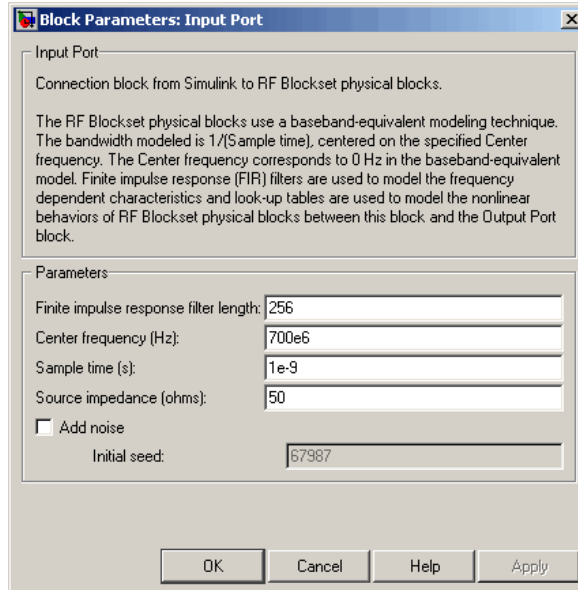 Block Parameters: Input Port
Input Port
Connection block from Simulink to RF Blockset physical blocks.
The RF Blockset physical blocks use a baseband-equivalent modeling technique.
The bandwidth modeled is 1/(Sample time), centered on the specified Center
frequency. The Center frequency corresponds to 0 Hz in the baseband-equivalent
model. Finite impulse response (FIR) filters are used to model the frequency
dependent characteristics and look-up tables are used to model the nonlinear
behaviors of RF Blockset physical blocks between this block and the Output Port
block.
Parameters
Finite impulse response filter length: 256
Center frequency (Hz): 700e6
Sample time (s): 1e-9
Source impedance (ohms): 50
Add noise
Initial seed: 67987
OK Cancel Help Apply